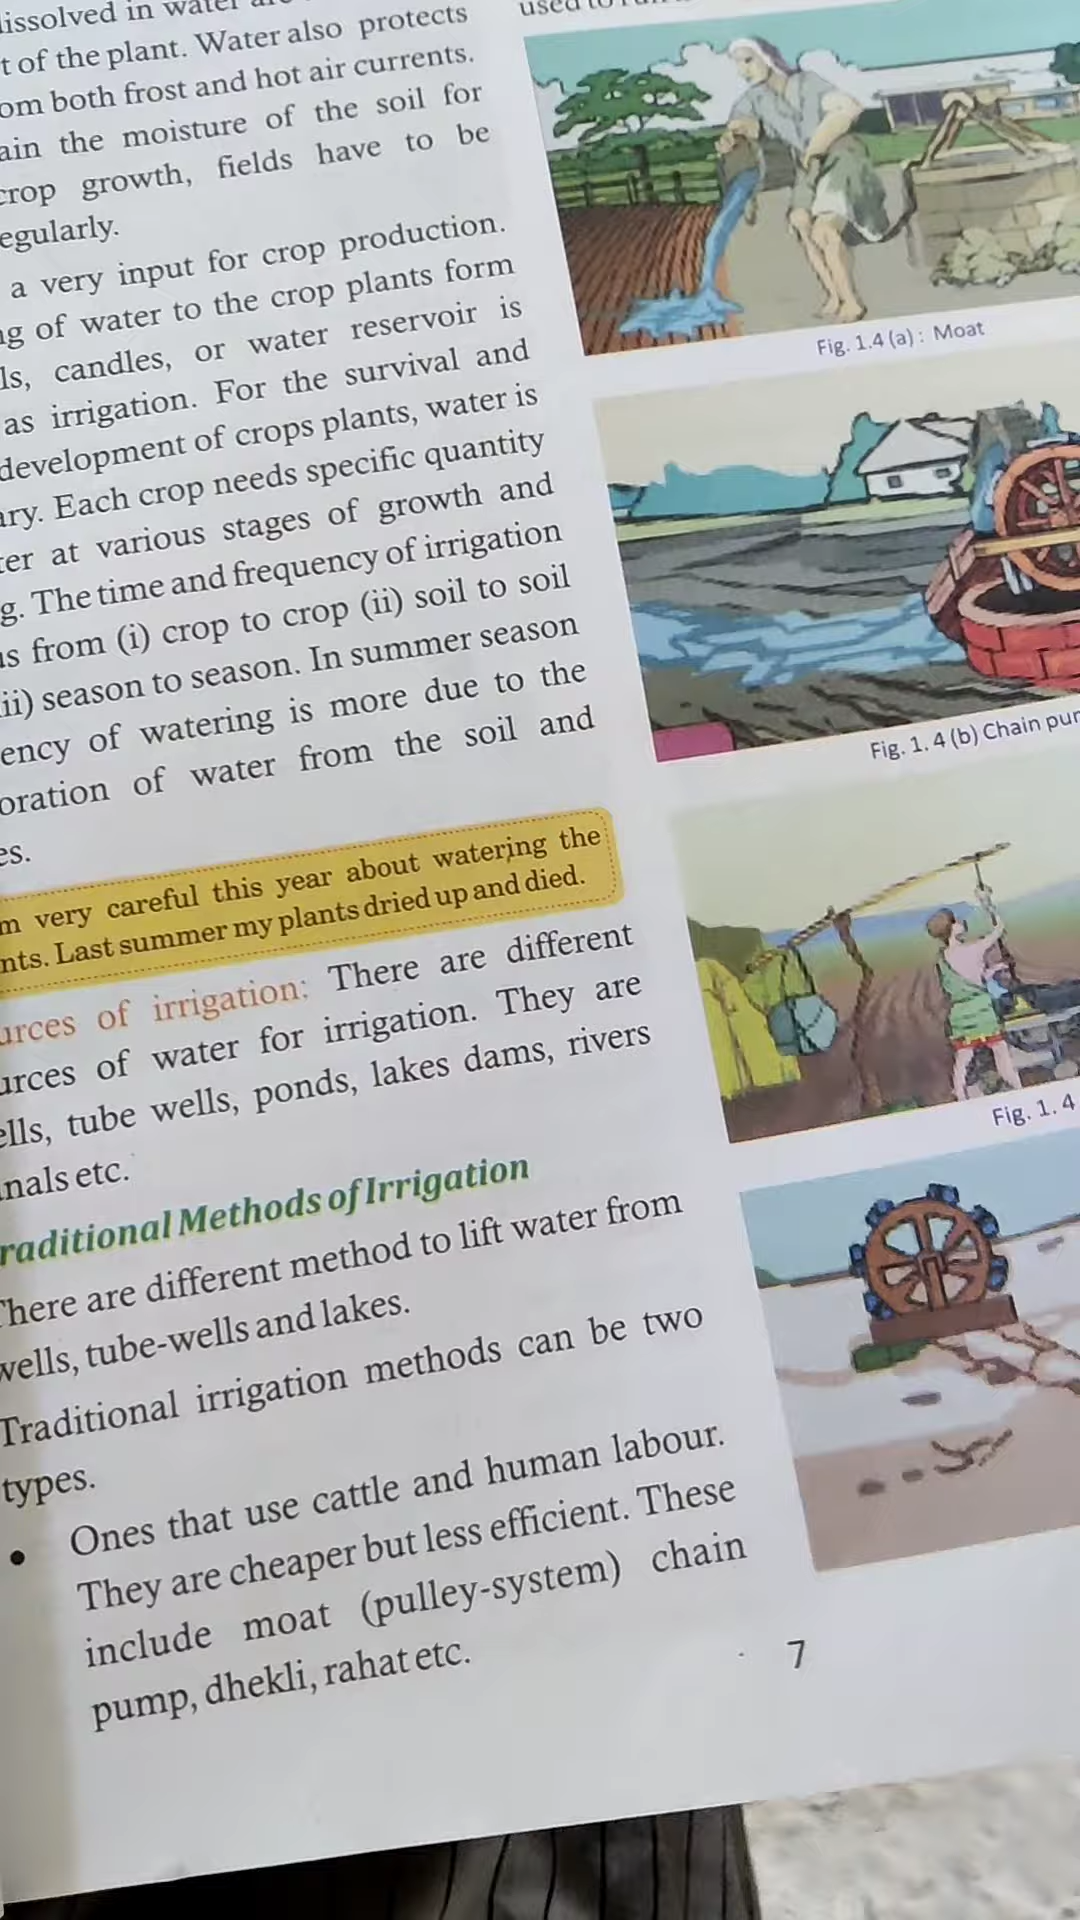 dissolved in water
t of the plant. Water also protects
om both frost and hot air currents.
ain the moisture of the soil for
crop growth, fields have to be
egularly.
a very input for crop production.
ng of water to the crop plants form
ls, candles, or water reservoir is
as irrigation. For the survival and
development of crops plants, water is
ary. Each crop needs specific quantity
ter at various stages of growth and
g. The time and frequency of irrigation
s from (i) crop to crop (ii) soil to soil
ii) season to season. In summer season
ency of watering is more due to the
oration of water from the soil and
es.
m very careful this year about watering the
nts. Last summer my plants dried up and died.
urces of irrigation: There are different
urces of water for irrigation. They are
ells, tube wells, ponds, lakes dams, rivers
nals etc.
raditional Methods of Irrigation
There are different method to lift water from
wells, tube-wells and lakes.
Traditional irrigation methods can be two
types.
• Ones that use cattle and human labour.
They are cheaper but less efficient. These
include moat (pulley-system) chain
pump, dhekli, rahat etc.
used to run
Fig. 1.4 (a) : Moat
Fig. 1. 4 (b) Chain pum
Fig. 1. 4
7